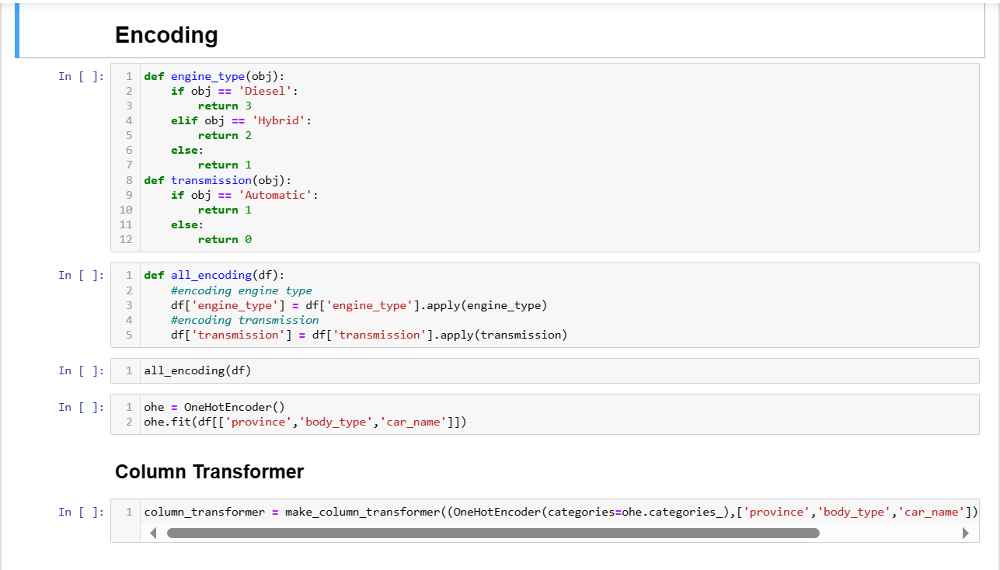 Encoding
In [ ]:
1 def engine_type(obj):
2     if obj == 'Diesel':
3         return 3
4     elif obj == 'Hybrid':
5         return 2
6     else:
7         return 1
8 def transmission(obj):
9     if obj == 'Automatic':
10         return 1
11     else:
12         return 0
In [ ]:
1 def all_encoding(df):
2     #encoding engine type
3     df['engine_type'] = df['engine_type'].apply(engine_type)
4     #encoding transmission
5     df['transmission'] = df['transmission'].apply(transmission)
In [ ]:
1 all_encoding(df)
In [ ]:
1 ohe = OneHotEncoder()
2 ohe.fit(df[['province','body_type','car_name']])
Column Transformer
In [ ]:
1 column_transformer = make_column_transformer((OneHotEncoder(categories=ohe.categories_),['province','body_type','car_name'])